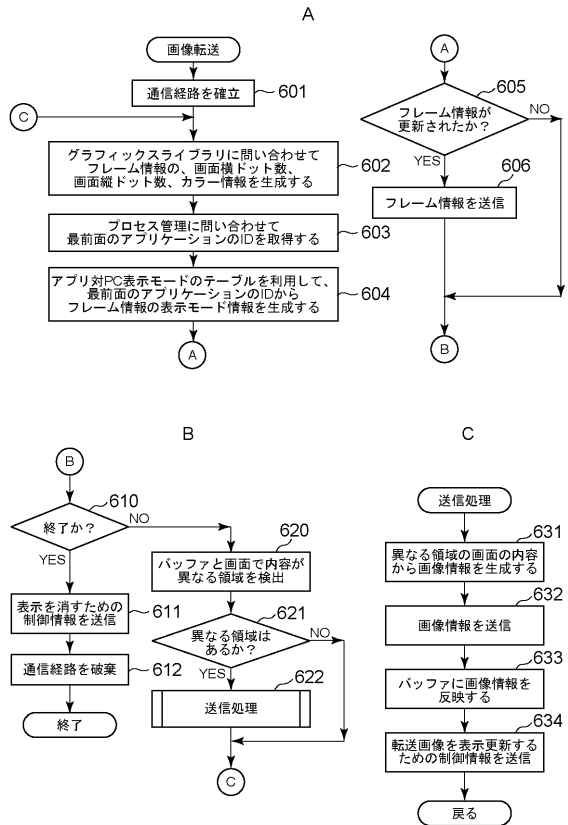 A
画像転送
通信経路を確立
601
C
グラフィックスライブラリに問い合わせて
フレーム情報の、画面横ドット数、
画面縦ドット数、カラー情報を生成する
602
プロセス管理に問い合わせて
最前面のアプリケーションのIDを取得する
603
アプリ対PC表示モードのテーブルを利用して、
最前面のアプリケーションのIDから
フレーム情報の表示モード情報を生成する
604
A
A
605
フレーム情報が
更新されたか？
NO
YES
606
フレーム情報を送信
B
B
B
610
終了か？
NO
YES
表示を消すための
制御情報を送信
611
通信経路を破棄
612
終了
620
バッファと画面で内容が
異なる領域を検出
621
異なる領域は
あるか？
NO
YES
622
送信処理
C
C
送信処理
631
異なる領域の画面の内容
から画像情報を生成する
632
画像情報を送信
633
バッファに画像情報を
反映する
634
転送画像を表示更新する
ための制御情報を送信
戻る